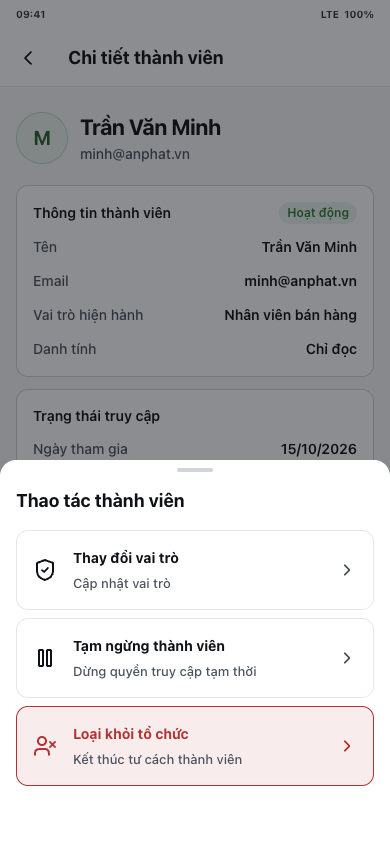 09:41
LTE 100%
Chi tiết thành viên
M
Trần Văn Minh
minh@anphat.vn
Thông tin thành viên
Hoạt động
Tên
Trần Văn Minh
Email
minh@anphat.vn
Vai trò hiện hành
Nhân viên bán hàng
Danh tính
Chỉ đọc
Trạng thái truy cập
Ngày tham gia
15/10/2026
Thao tác thành viên
Thay đổi vai trò
Cập nhật vai trò
Tạm ngừng thành viên
Dừng quyền truy cập tạm thời
Loại khỏi tổ chức
Kết thúc tư cách thành viên